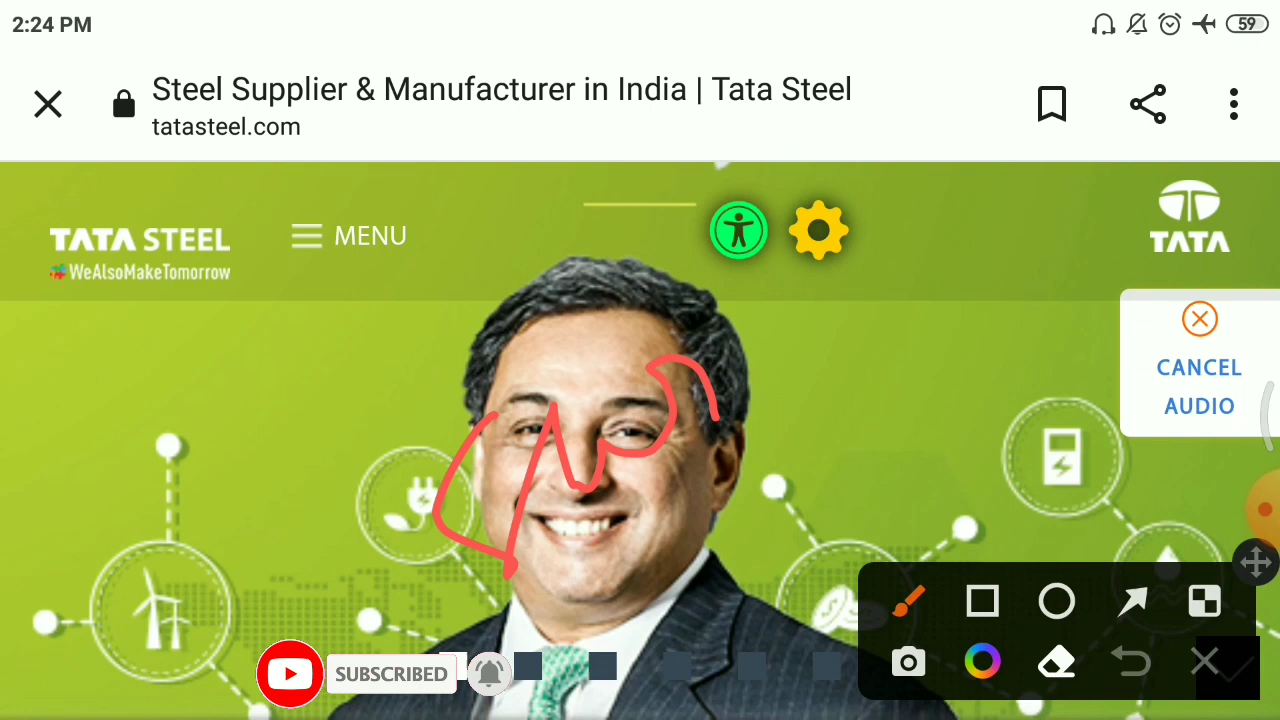 2:24 PM
59
Steel Supplier & Manufacturer in India | Tata Steel
tatasteel.com
TATA STEEL
#WeAlsoMakeTomorrow
MENU
TATA
CANCEL
AUDIO
SUBSCRIBED